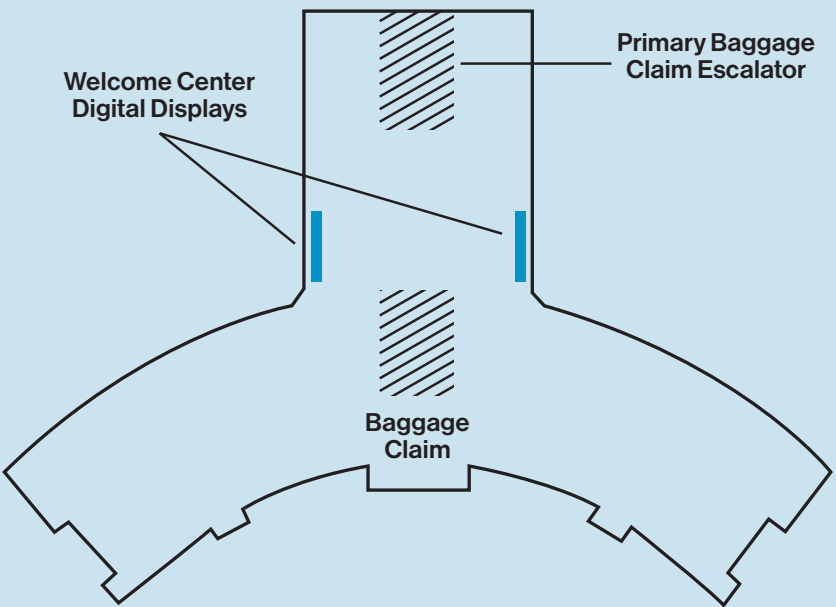 Primary Baggage
Claim Escalator
Welcome Center
Digital Displays
Baggage
Claim